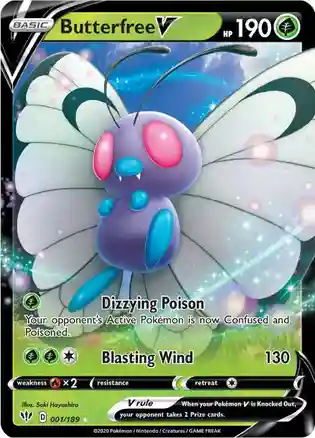 BASIC
Butterfree V
HP 190
Dizzying Poison
Your opponent's Active Pokémon is now Confused
and Poisoned.
Blasting Wind 130
weakness ×2 resistance retreat
Illus. Saki Hayashiro
V rule When your Pokémon V is Knocked Out,
your opponent takes 2 Prize cards.
D 001/189
©2020 Pokémon / Nintendo / Creatures / GAME FREAK